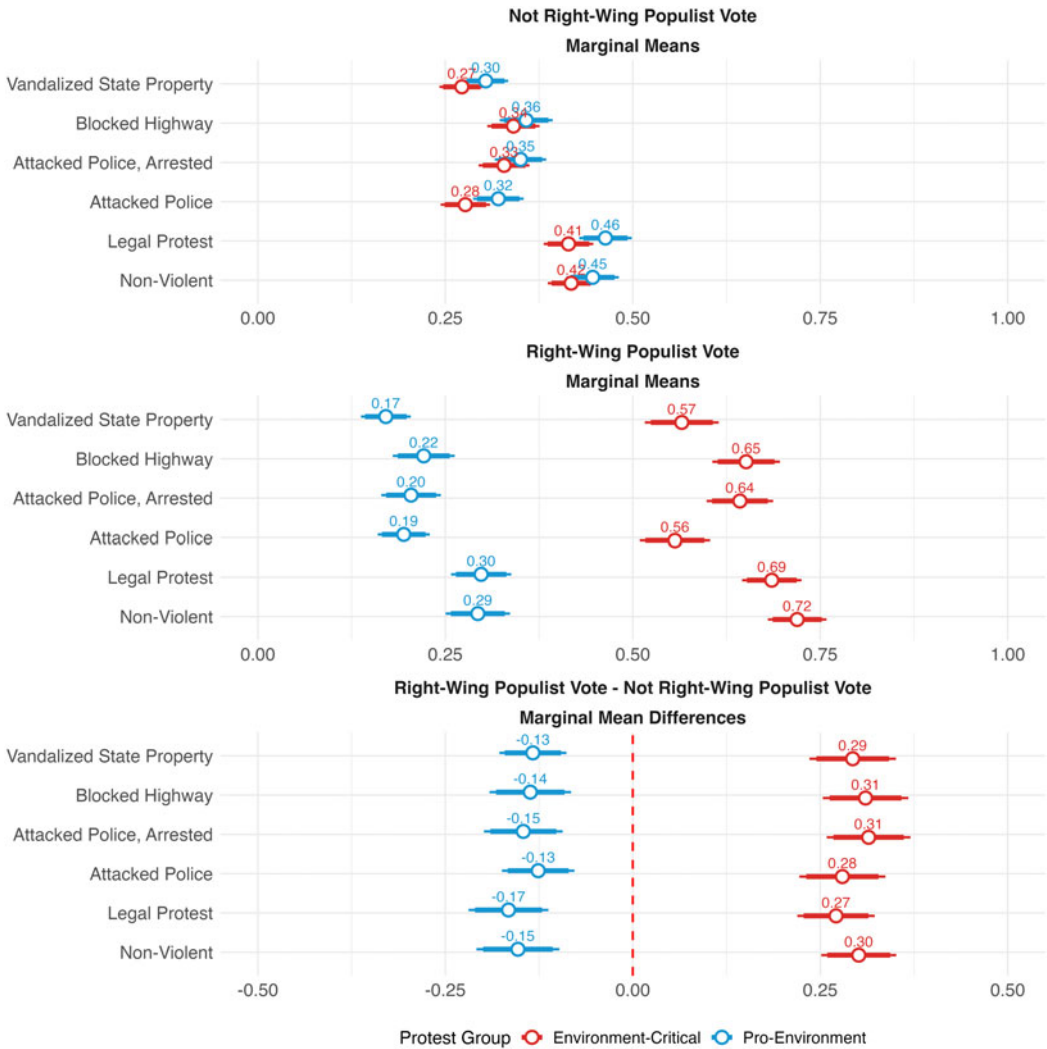 Not Right-Wing Populist Vote
Marginal Means
Vandalized State Property 0.27 0.30
Blocked Highway 0.34 0.36
Attacked Police, Arrested 0.33 0.35
Attacked Police 0.28 0.32
Legal Protest 0.41 0.46
Non-Violent 0.42 0.45
0.00 0.25 0.50 0.75 1.00
Right-Wing Populist Vote
Marginal Means
Vandalized State Property 0.17 0.57
Blocked Highway 0.22 0.65
Attacked Police, Arrested 0.20 0.64
Attacked Police 0.19 0.56
Legal Protest 0.30 0.69
Non-Violent 0.29 0.72
0.00 0.25 0.50 0.75 1.00
Right-Wing Populist Vote - Not Right-Wing Populist Vote
Marginal Mean Differences
Vandalized State Property -0.13 0.29
Blocked Highway -0.14 0.31
Attacked Police, Arrested -0.15 0.31
Attacked Police -0.13 0.28
Legal Protest -0.17 0.27
Non-Violent -0.15 0.30
-0.50 -0.25 0.00 0.25 0.50
Protest Group Environment-Critical Pro-Environment